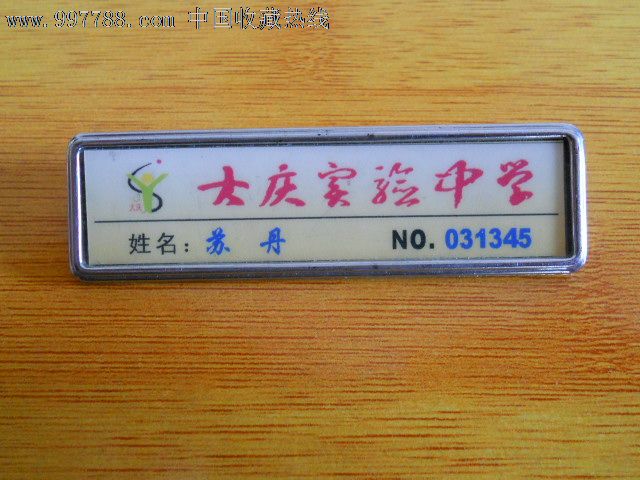 www.997788.com 中国收藏热线
大庆实验中学
姓名：苏 丹 NO. 031345